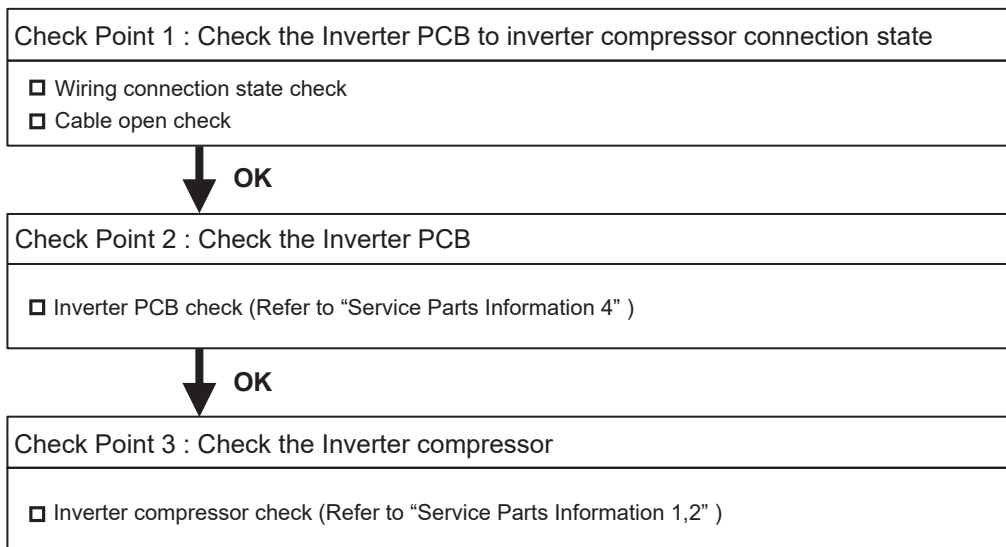 Check Point 1 : Check the Inverter PCB to inverter compressor connection state
Wiring connection state check
Cable open check
OK
Check Point 2 : Check the Inverter PCB
Inverter PCB check (Refer to “Service Parts Information 4” )
OK
Check Point 3 : Check the Inverter compressor
Inverter compressor check (Refer to “Service Parts Information 1,2” )